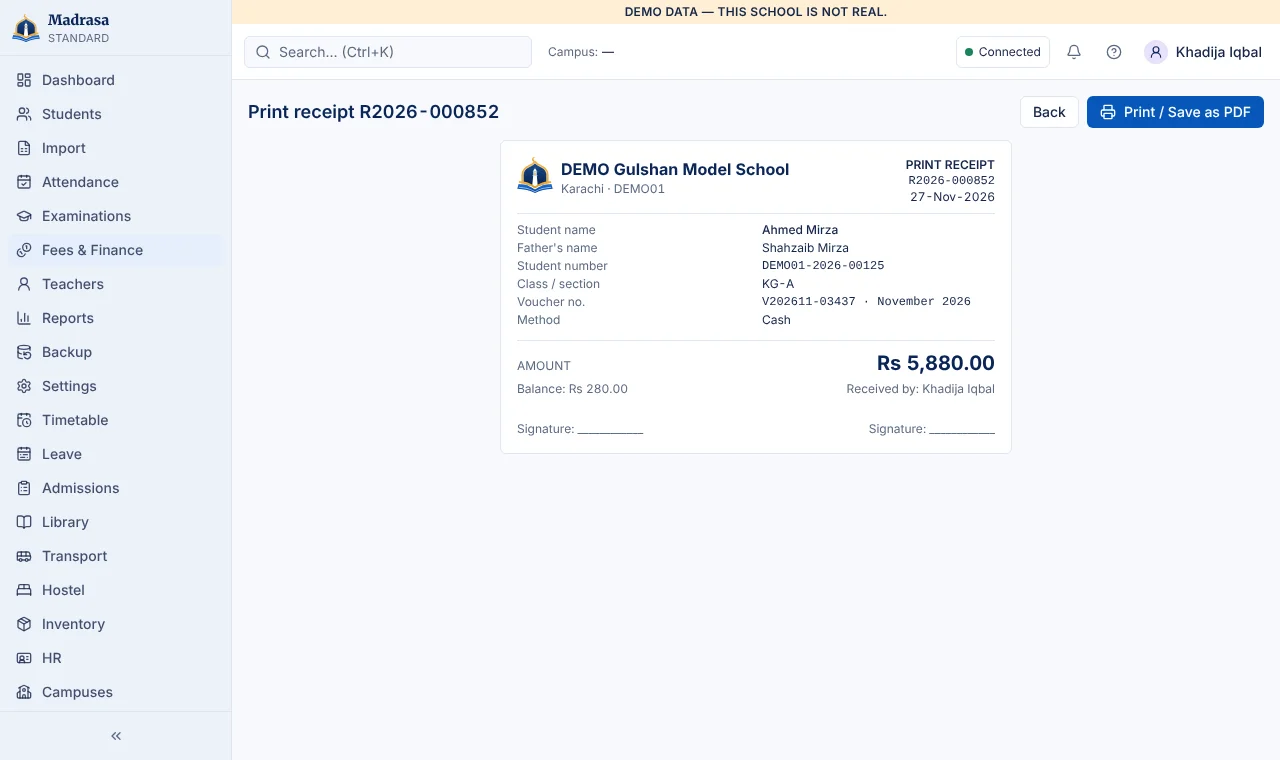 DEMO DATA — THIS SCHOOL IS NOT REAL.
Madrasa
STANDARD
Search... (Ctrl+K)
Campus: —
Connected
Khadija Iqbal
Dashboard
Students
Import
Attendance
Examinations
Fees & Finance
Teachers
Reports
Backup
Settings
Timetable
Leave
Admissions
Library
Transport
Hostel
Inventory
HR
Campuses
Print receipt R2026-000852
Back
Print / Save as PDF
DEMO Gulshan Model School
Karachi · DEMO01
PRINT RECEIPT
R2026-000852
27-Nov-2026
Student name Ahmed Mirza
Father's name Shahzaib Mirza
Student number DEMO01-2026-00125
Class / section KG-A
Voucher no. V202611-03437 · November 2026
Method Cash
AMOUNT Rs 5,880.00
Balance: Rs 280.00 Received by: Khadija Iqbal
Signature: ___________ Signature: ___________